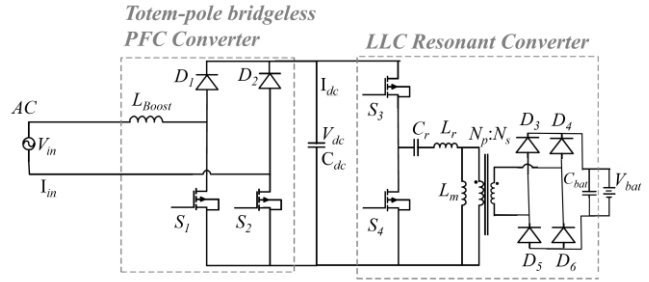 Totem-pole bridgeless
PFC Converter
LLC Resonant Converter
D1 D2
Idc
S3
LBoost
AC
Vin
Iin
Vdc
Cdc
Cr Lr Np:Ns
D3 D4
Lm
Cbat
Vbat
S1 S2
S4
D5 D6